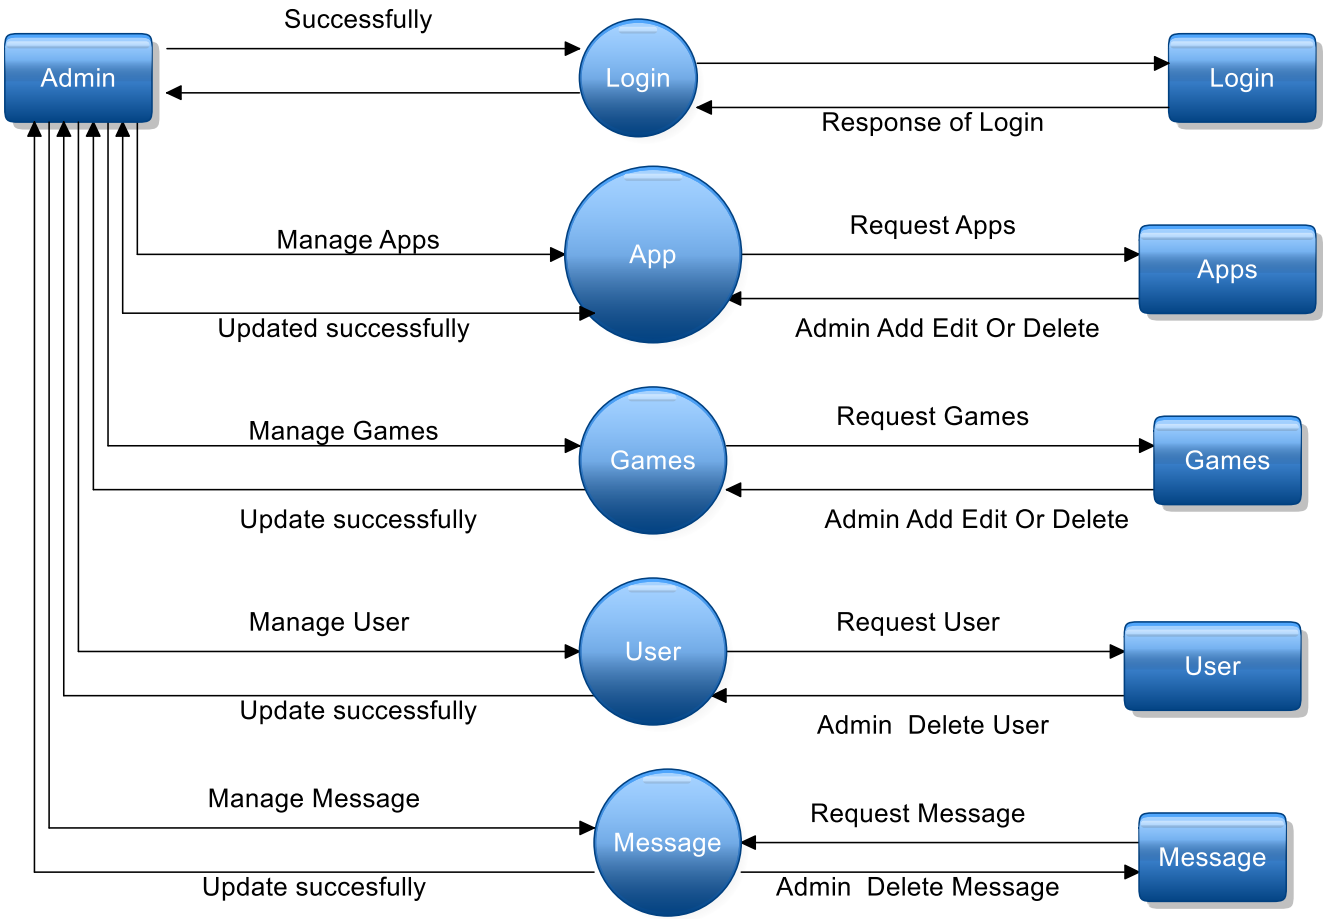 Successfully
Admin
Login
Login
Response of Login
Manage Apps
App
Request Apps
Apps
Updated successfully
Admin Add Edit Or Delete
Manage Games
Games
Request Games
Games
Update successfully
Admin Add Edit Or Delete
Manage User
User
Request User
User
Update successfully
Admin  Delete User
Manage Message
Message
Request Message
Message
Update succesfully
Admin  Delete Message